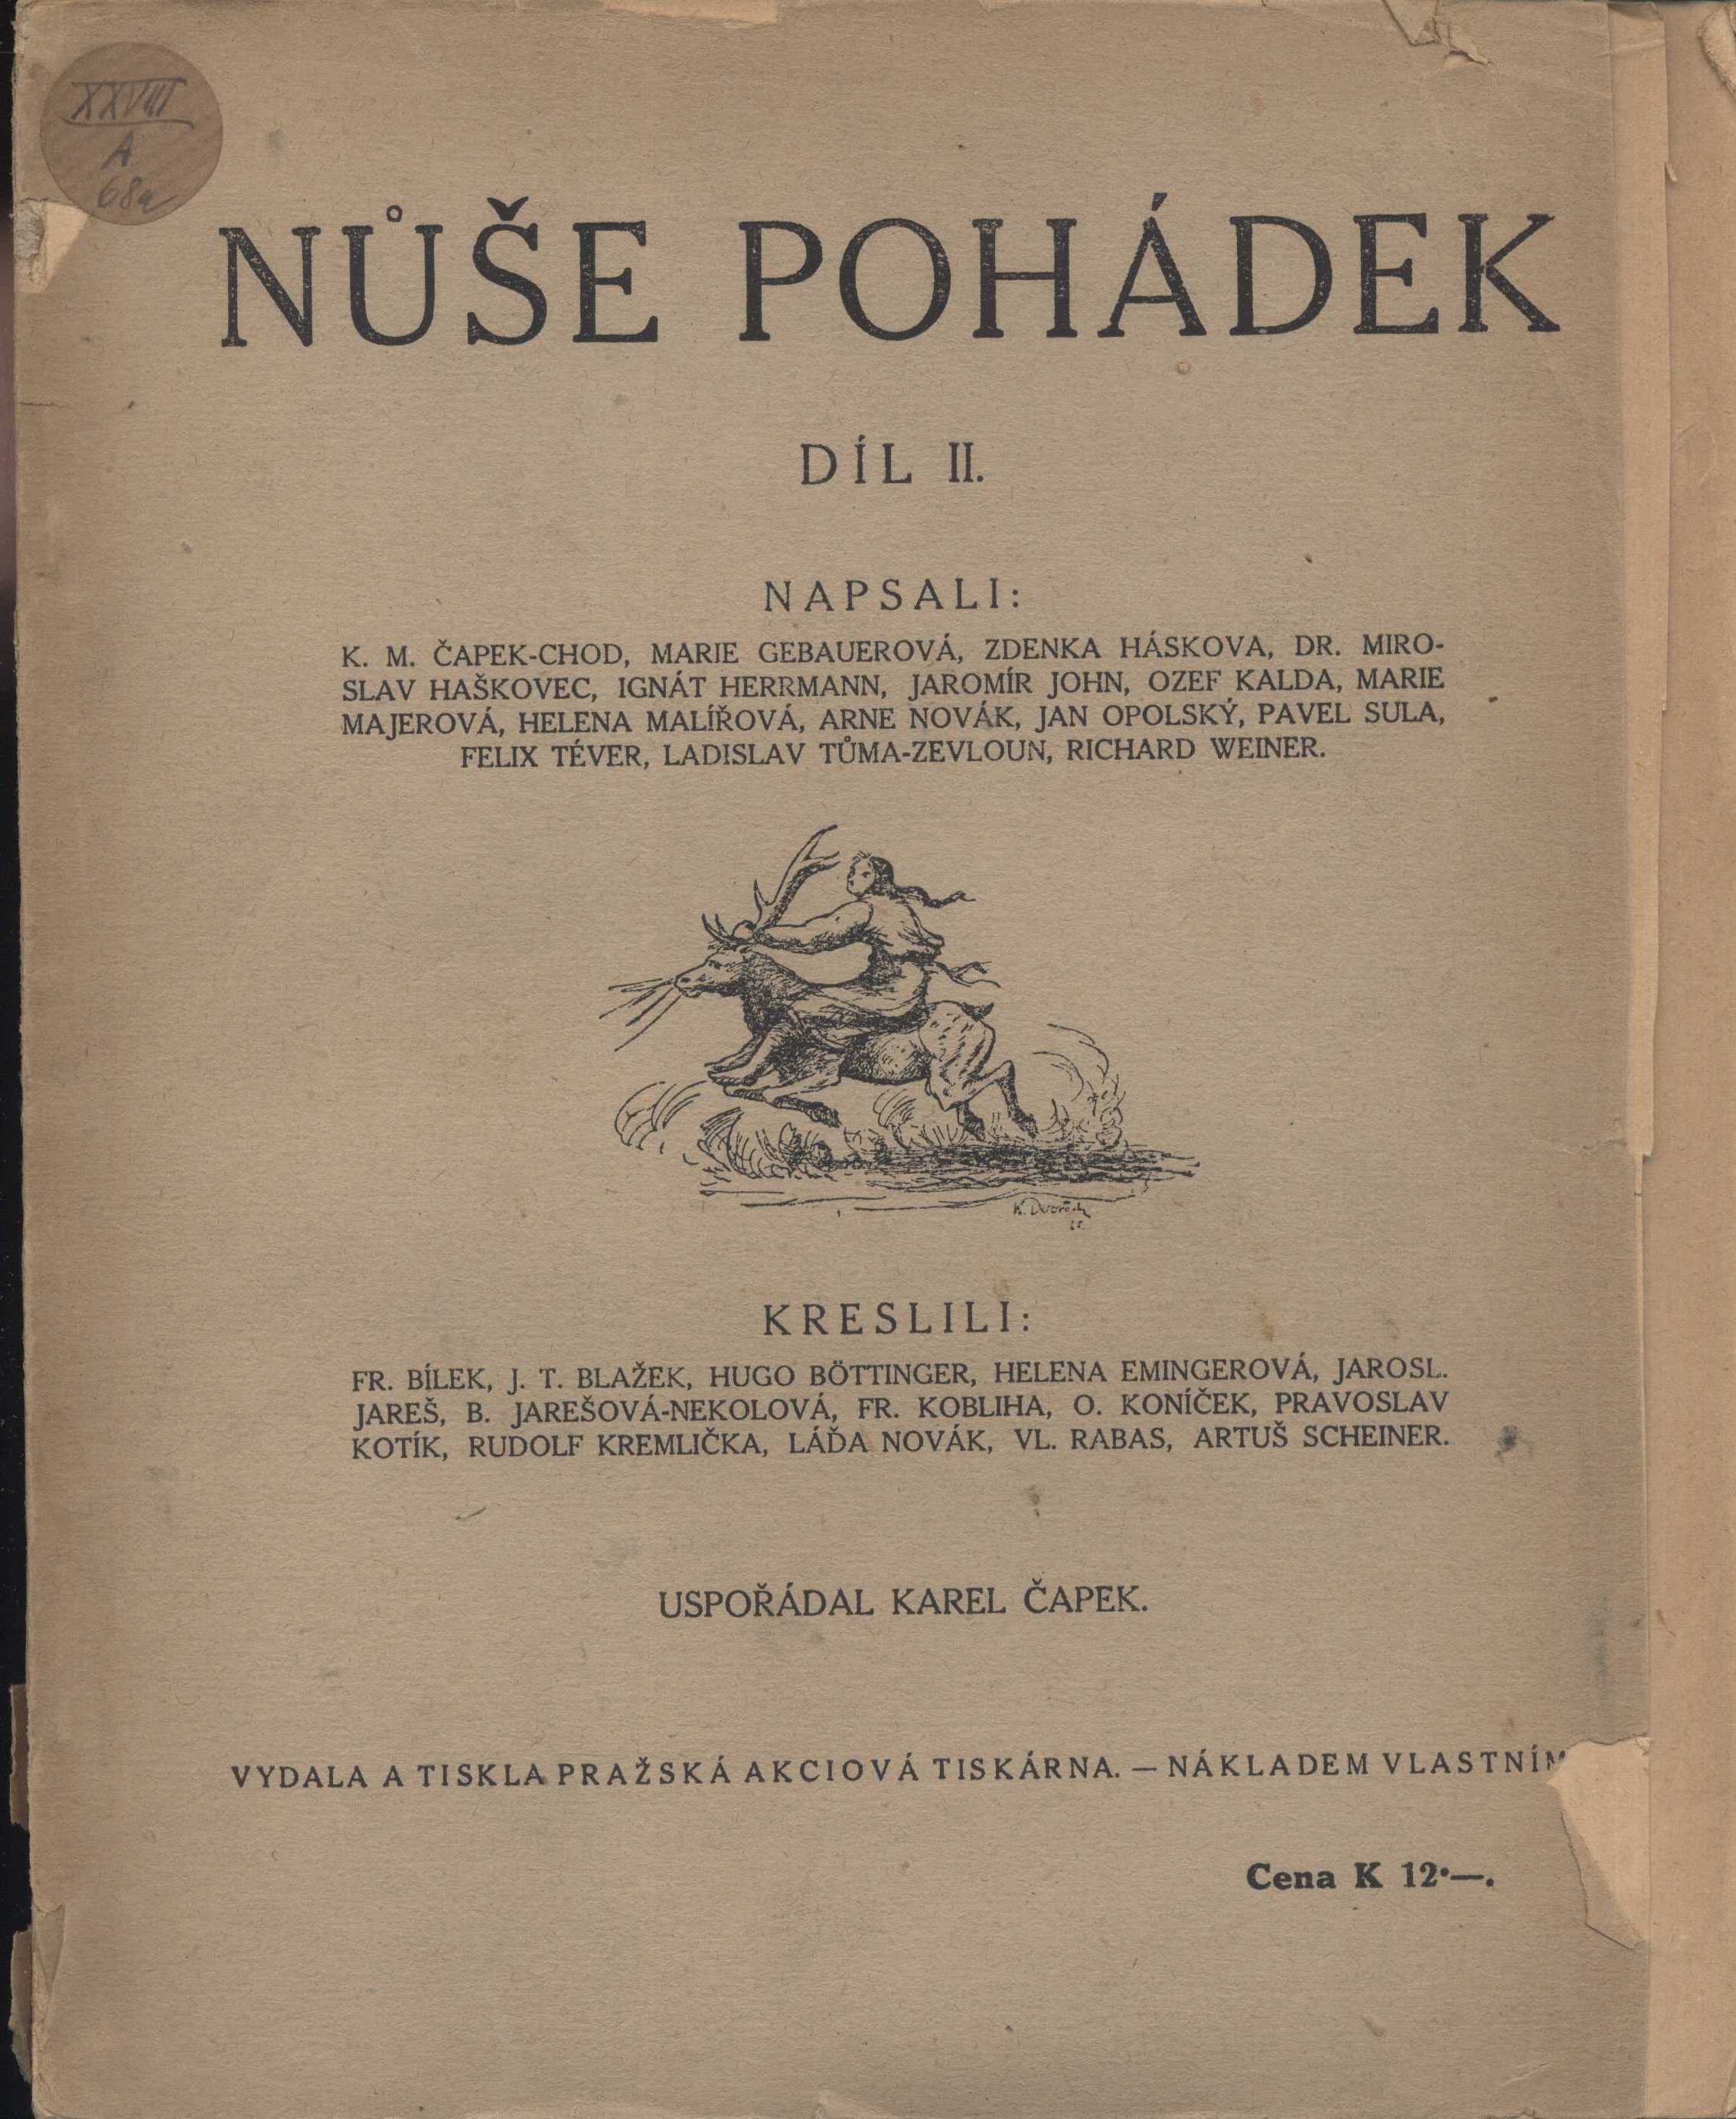 XXVIII
A
68a
NŮŠE POHÁDEK
DÍL II.
NAPSALI:
K. M. ČAPEK-CHOD, MARIE GEBAUEROVÁ, ZDENKA HÁSKOVA, DR. MIRO-
SLAV HAŠKOVEC, IGNÁT HERRMANN, JAROMÍR JOHN, OZEF KALDA, MARIE
MAJEROVÁ, HELENA MALÍŘOVÁ, ARNE NOVÁK, JAN OPOLSKÝ, PAVEL SULA,
FELIX TÉVER, LADISLAV TŮMA-ZEVLOUN, RICHARD WEINER.
K. Dvořák
KRESLILI:
FR. BÍLEK, J. T. BLAŽEK, HUGO BÖTTINGER, HELENA EMINGEROVÁ, JAROSL.
JAREŠ, B. JAREŠOVÁ-NEKOLOVÁ, FR. KOBLIHA, O. KONÍČEK, PRAVOSLAV
KOTÍK, RUDOLF KREMLIČKA, LÁĎA NOVÁK, VL. RABAS, ARTUŠ SCHEINER.
USPOŘÁDAL KAREL ČAPEK.
VYDALA A TISKLA PRAŽSKÁ AKCIOVÁ TISKÁRNA. — NÁKLADEM VLASTNÍM
Cena K 12·—.